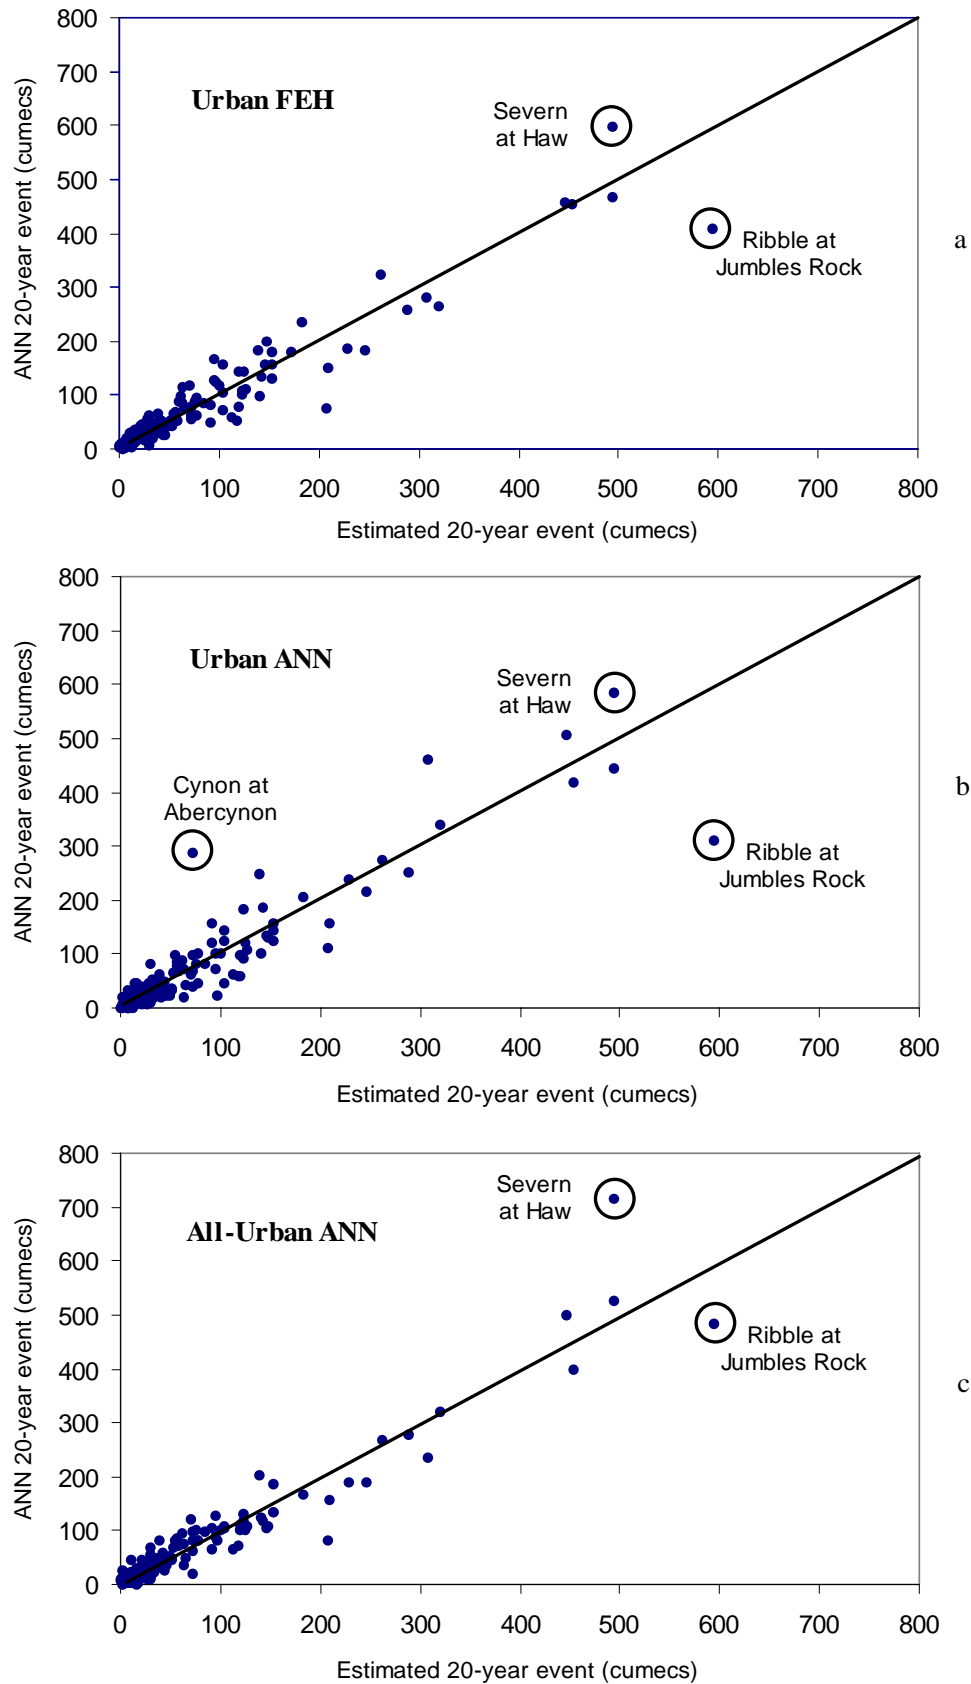 800
700
600
500
400
300
200
100
0
ANN 20-year event (cumecs)
Urban FEH
Severn
at Haw
Ribble at
Jumbles Rock
a
0 100 200 300 400 500 600 700 800
Estimated 20-year event (cumecs)
800
700
600
500
400
300
200
100
0
ANN 20-year event (cumecs)
Urban ANN
Severn
at Haw
Cynon at
Abercynon
Ribble at
Jumbles Rock
b
0 100 200 300 400 500 600 700 800
Estimated 20-year event (cumecs)
800
700
600
500
400
300
200
100
0
ANN 20-year event (cumecs)
All-Urban ANN
Severn
at Haw
Ribble at
Jumbles Rock
c
0 100 200 300 400 500 600 700 800
Estimated 20-year event (cumecs)